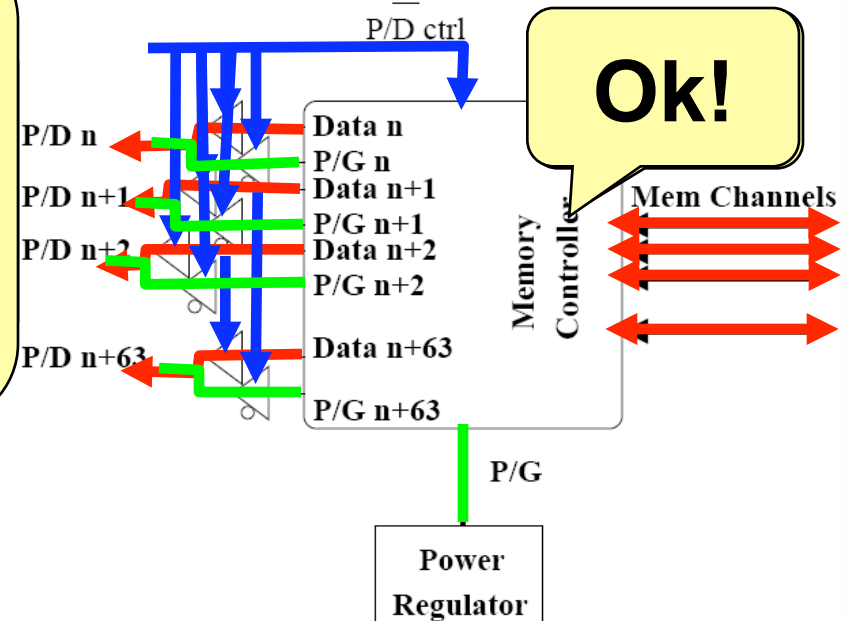 P/D ctrl
Ok!
P/D n
P/D n+1
P/D n+2
P/D n+63
Data n
P/G n
Data n+1
P/G n+1
Data n+2
P/G n+2
Data n+63
P/G n+63
Memory
Controller
Mem Channels
P/G
Power
Regulator